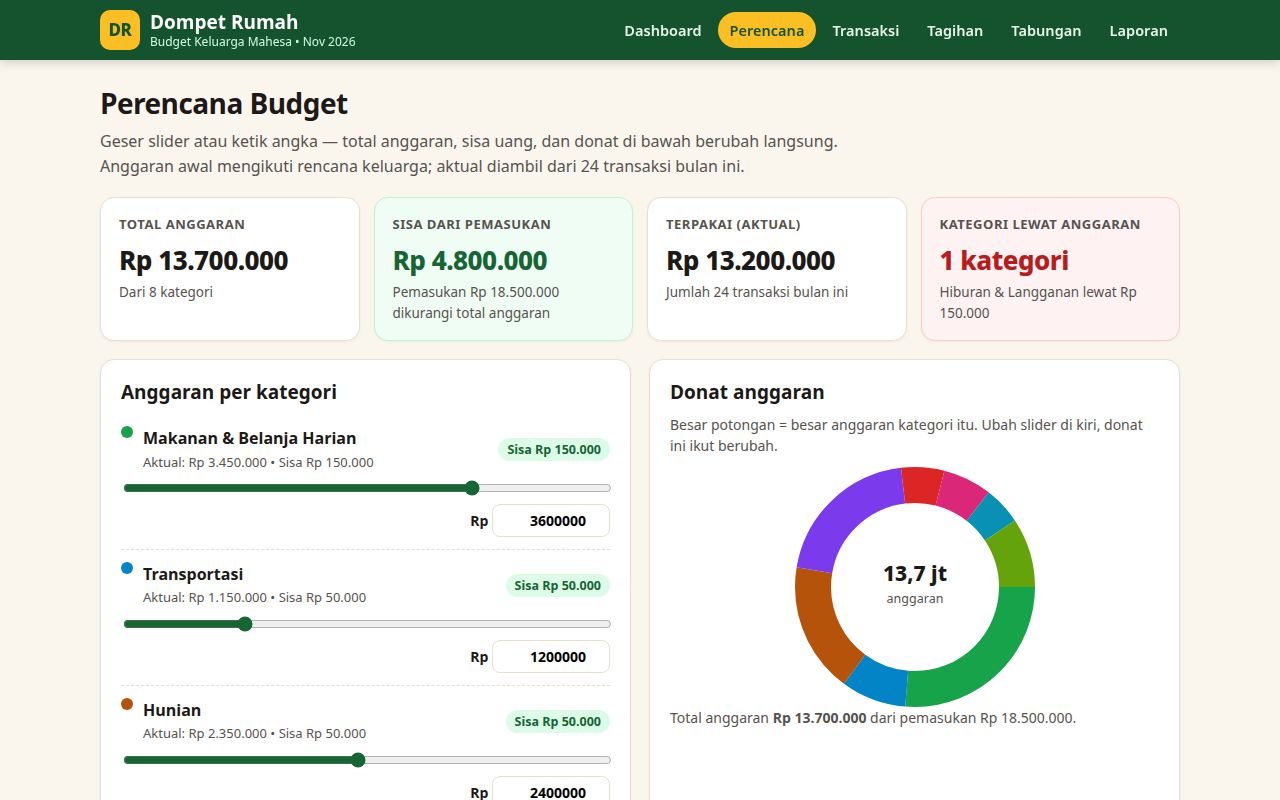 DR
Dompet Rumah
Budget Keluarga Mahesa • Nov 2026
Dashboard
Perencana
Transaksi
Tagihan
Tabungan
Laporan
Perencana Budget
Geser slider atau ketik angka — total anggaran, sisa uang, dan donat di bawah berubah langsung.
Anggaran awal mengikuti rencana keluarga; aktual diambil dari 24 transaksi bulan ini.
TOTAL ANGGARAN
Rp 13.700.000
Dari 8 kategori
SISA DARI PEMASUKAN
Rp 4.800.000
Pemasukan Rp 18.500.000
dikurangi total anggaran
TERPAKAI (AKTUAL)
Rp 13.200.000
Jumlah 24 transaksi bulan ini
KATEGORI LEWAT ANGGARAN
1 kategori
Hiburan & Langganan lewat Rp
150.000
Anggaran per kategori
Makanan & Belanja Harian
Aktual: Rp 3.450.000 • Sisa Rp 150.000
Sisa Rp 150.000
Rp 3600000
Transportasi
Aktual: Rp 1.150.000 • Sisa Rp 50.000
Sisa Rp 50.000
Rp 1200000
Hunian
Aktual: Rp 2.350.000 • Sisa Rp 50.000
Sisa Rp 50.000
Rp 2400000
Donat anggaran
Besar potongan = besar anggaran kategori itu. Ubah slider di kiri, donat
ini ikut berubah.
13,7 jt
anggaran
Total anggaran Rp 13.700.000 dari pemasukan Rp 18.500.000.